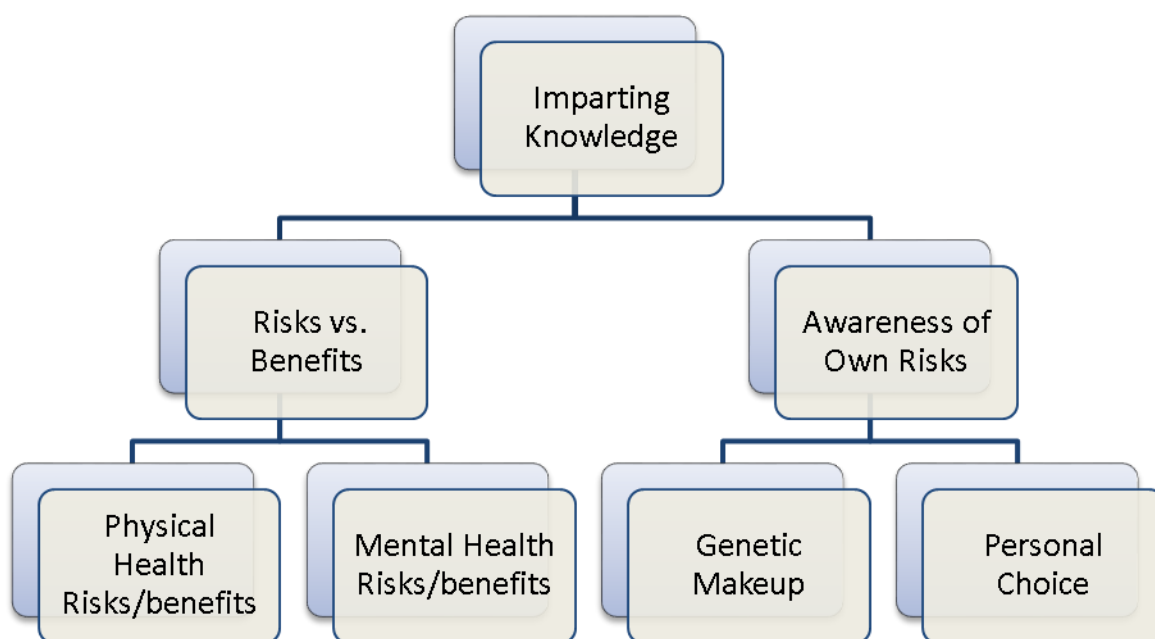 Imparting
Knowledge
Risks vs.
Benefits
Awareness of
Own Risks
Physical
Health
Risks/benefits
Mental Health
Risks/benefits
Genetic
Makeup
Personal
Choice